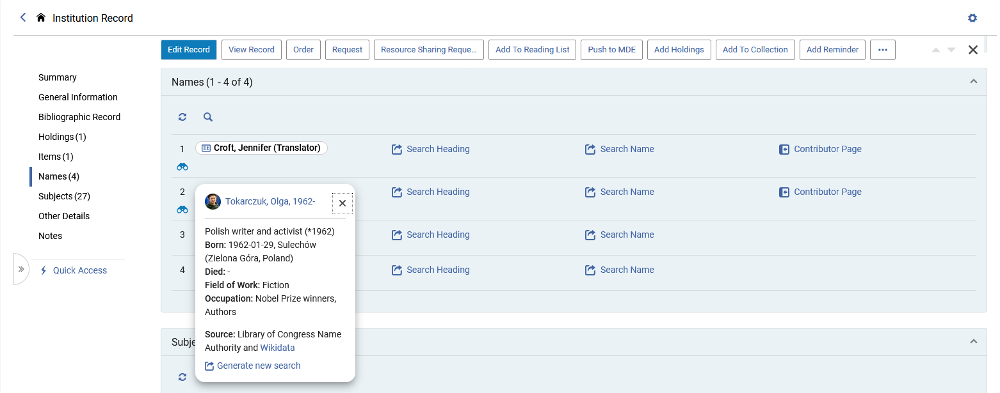 Institution Record
Edit Record View Record Order Request Resource Sharing Reque... Add To Reading List Push to MDE Add Holdings Add To Collection Add Reminder
Summary
General Information
Bibliographic Record
Holdings (1)
Items (1)
Names (4)
Subjects (27)
Other Details
Notes
Quick Access
Names (1 - 4 of 4)
1 Croft, Jennifer (Translator) Search Heading Search Name Contributor Page
2 Search Heading Search Name Contributor Page
3 Search Heading Search Name
4 Search Heading Search Name
Tokarczuk, Olga, 1962-
Polish writer and activist (*1962)
Born: 1962-01-29, Sulechów
(Zielona Góra, Poland)
Died: -
Field of Work: Fiction
Occupation: Nobel Prize winners,
Authors
Source: Library of Congress Name
Authority and Wikidata
Generate new search